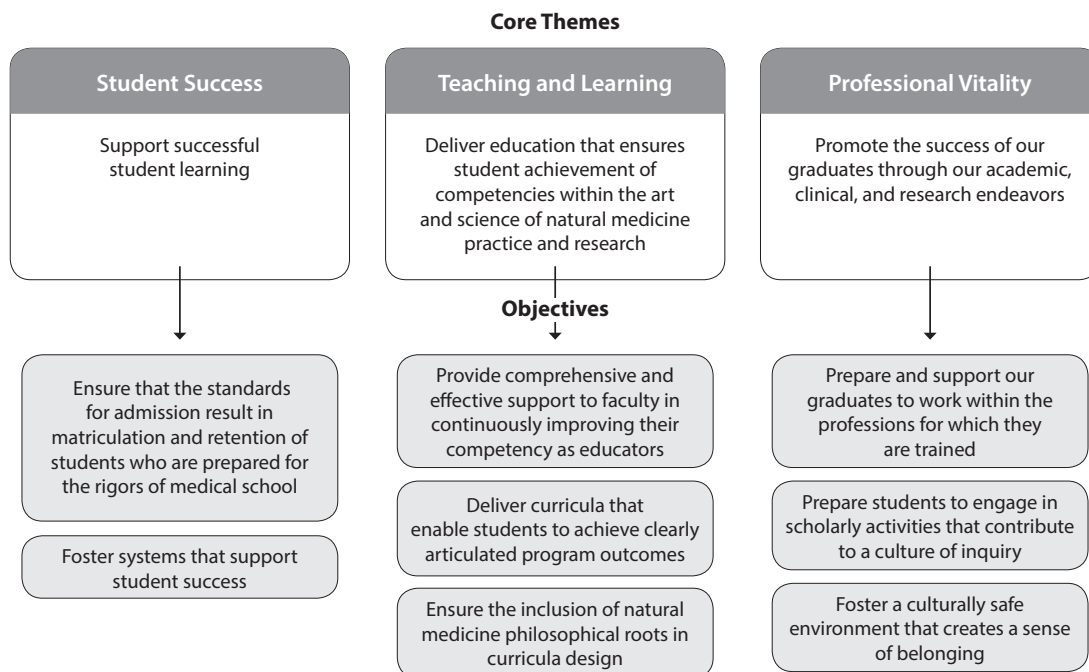 Core Themes
Student Success
Support successful
student learning
Teaching and Learning
Deliver education that ensures
student achievement of
competencies within the art
and science of natural medicine
practice and research
Professional Vitality
Promote the success of our
graduates through our academic,
clinical, and research endeavors
Objectives
Ensure that the standards
for admission result in
matriculation and retention of
students who are prepared for
the rigors of medical school
Foster systems that support
student success
Provide comprehensive and
effective support to faculty in
continuously improving their
competency as educators
Deliver curricula that
enable students to achieve clearly
articulated program outcomes
Ensure the inclusion of natural
medicine philosophical roots in
curricula design
Prepare and support our
graduates to work within the
professions for which they
are trained
Prepare students to engage in
scholarly activities that contribute
to a culture of inquiry
Foster a culturally safe
environment that creates a sense
of belonging